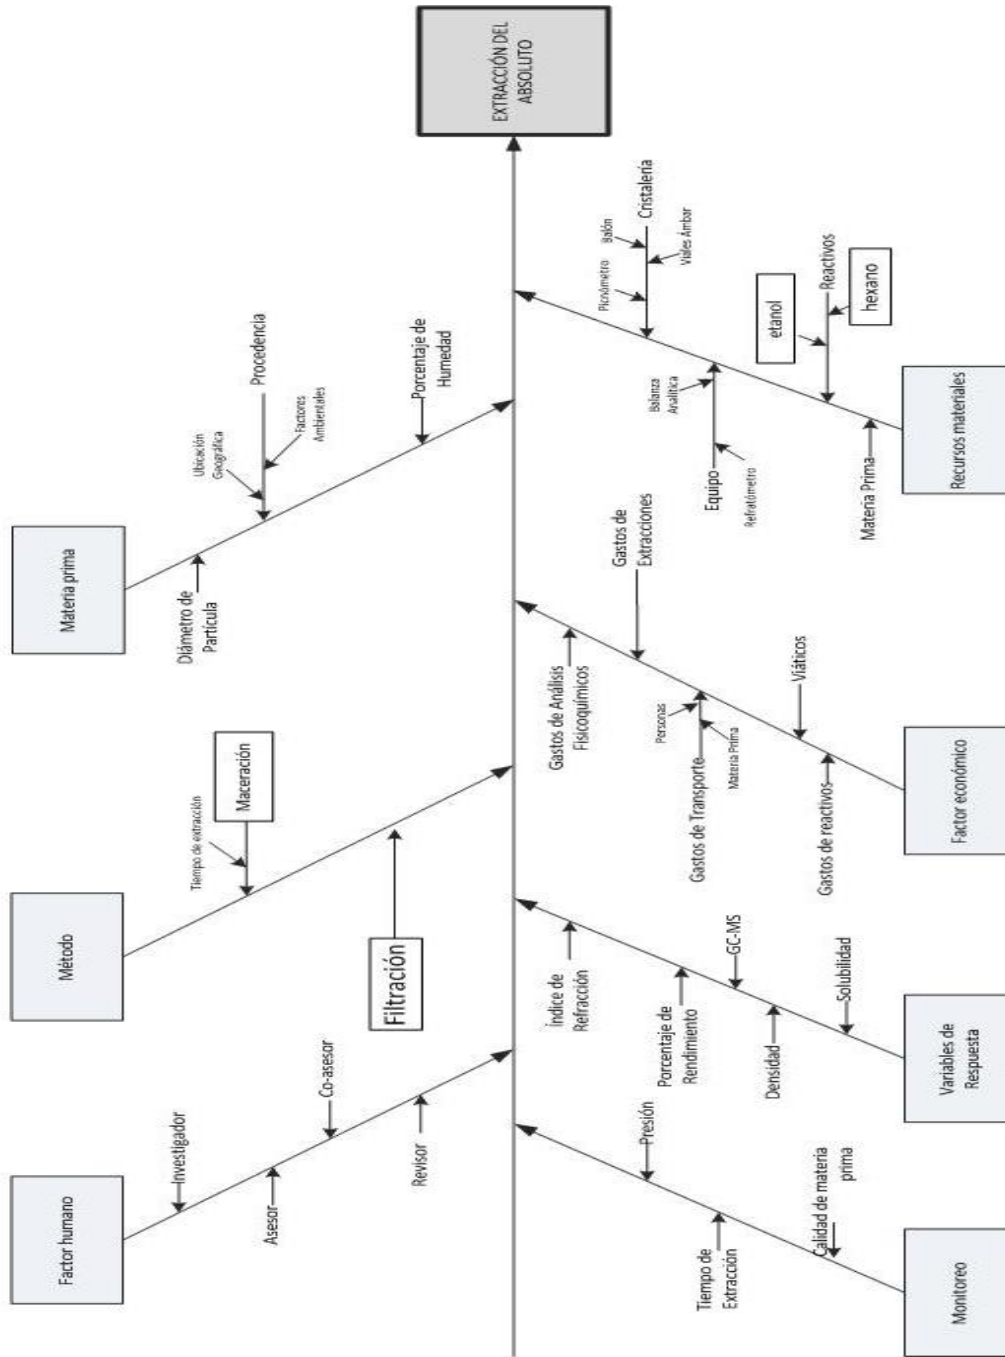 Factor humano
Investigador
Asesor
Co-asesor
Revisor
Método
Tiempo de extracción
Maceración
Filtración
Materia prima
Diámetro de
Partícula
Ubicación
Geográfica
Procedencia
Factores
Ambientales
Porcentaje de
Humedad
EXTRACCIÓN DEL
ABSOLUTO
Presión
Tiempo de
Extracción
Calidad de materia
prima
Monitoreo
Índice de
Refracción
Porcentaje de
Rendimiento
GC-MS
Densidad
Solubilidad
Variables de
Respuesta
Gastos de Análisis
Fisicoquímicos
Gastos de
Extracciones
Personas
Gastos de Transporte
Materia Prima
Viáticos
Gastos de reactivos
Factor económico
Picnómetro
Balón
Cristalería
Viales Ámbar
Balanza
Analítica
Equipo
Refratómetro
etanol
Reactivos
hexano
Materia Prima
Recursos materiales